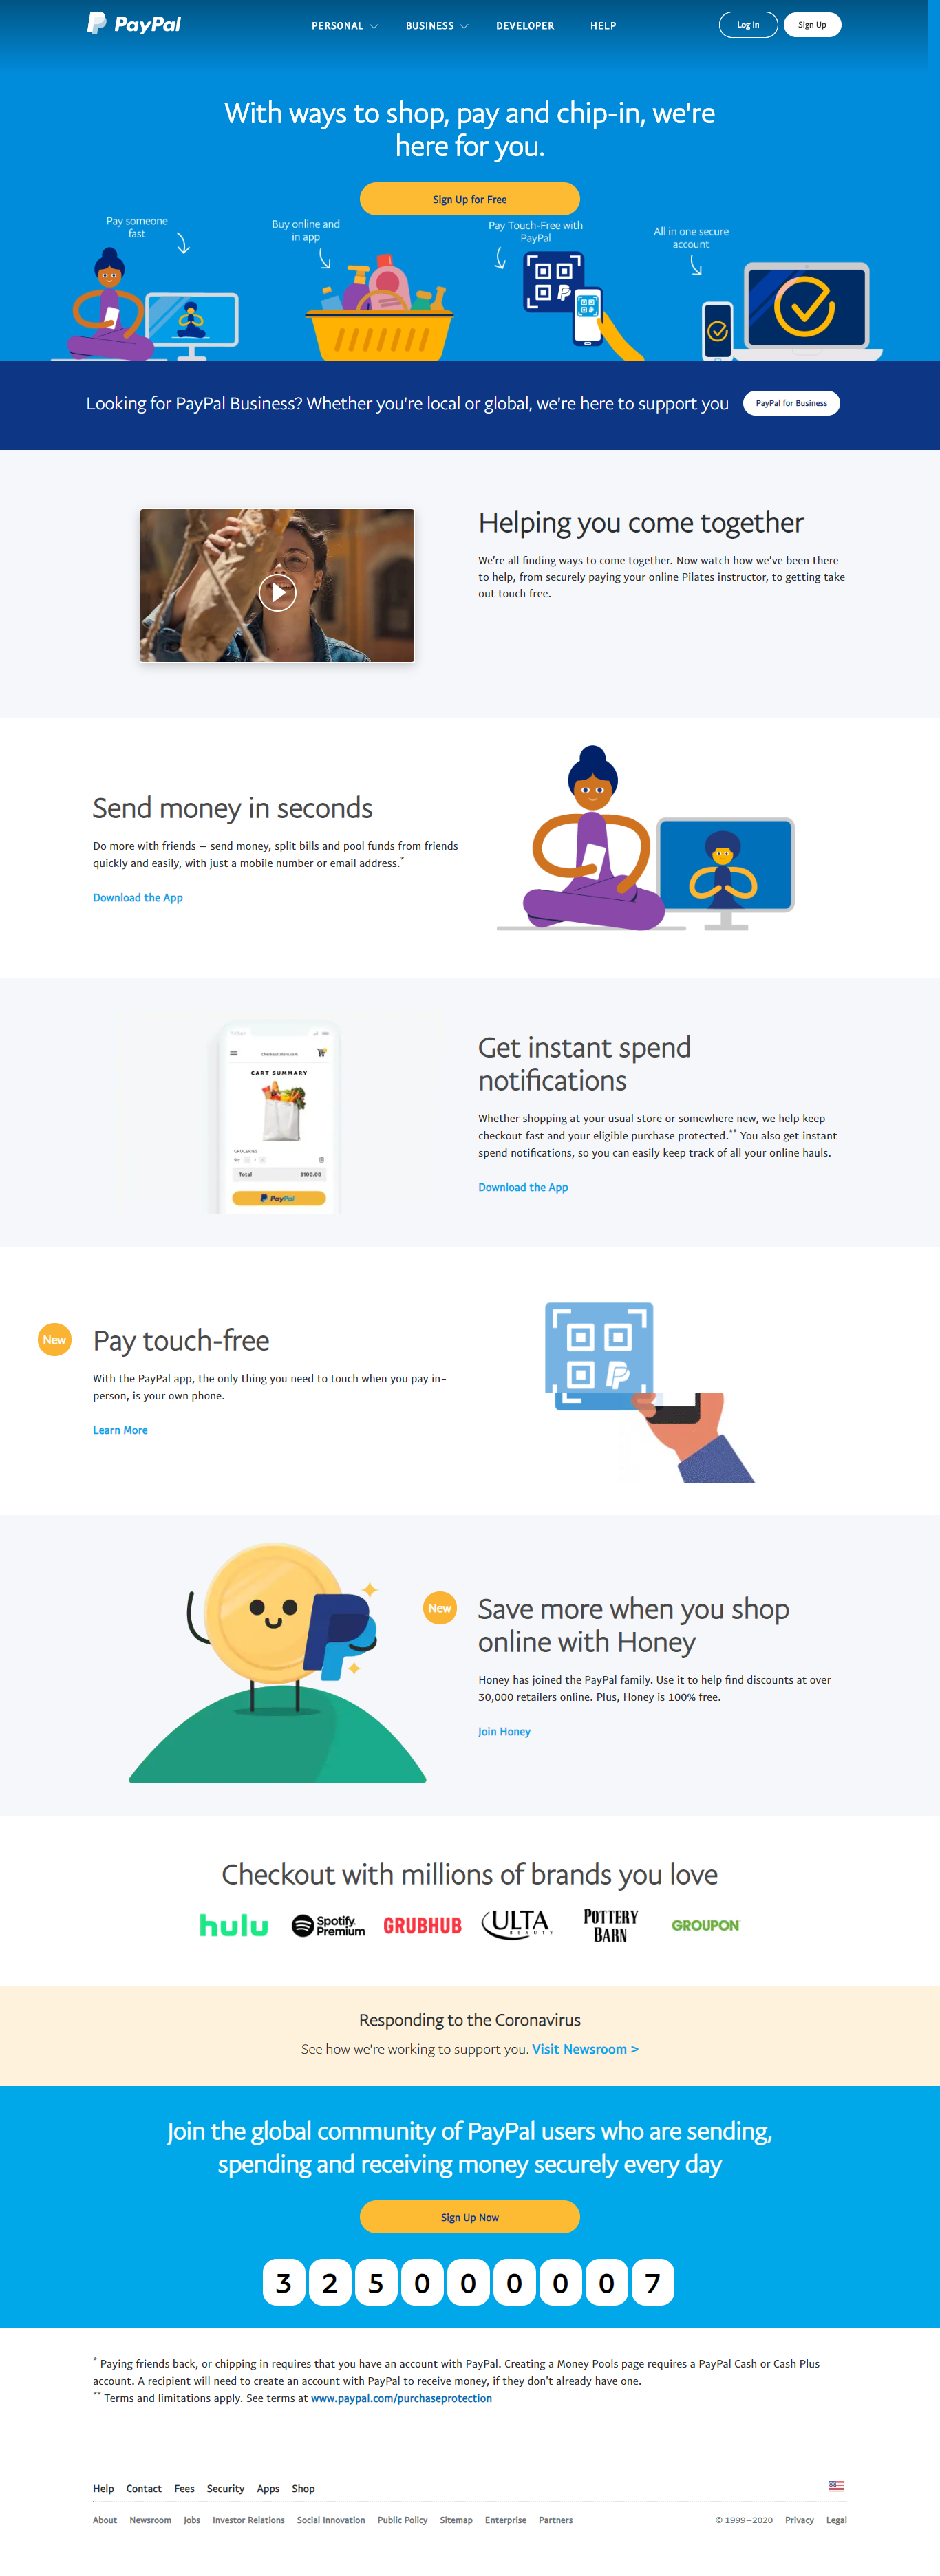 PayPal
PERSONAL
BUSINESS
DEVELOPER
HELP
Log In
Sign Up
With ways to shop, pay and chip-in, we're
here for you.
Sign Up for Free
Pay someone
fast
Buy online and
in app
Pay Touch-Free with
PayPal
All in one secure
account
Looking for PayPal Business? Whether you're local or global, we're here to support you
PayPal for Business
Helping you come together
We're all finding ways to come together. Now watch how we've been there
to help, from securely paying your online Pilates instructor, to getting take
out touch free.
Send money in seconds
Do more with friends – send money, split bills and pool funds from friends
quickly and easily, with just a mobile number or email address.*
Download the App
CART SUMMARY
GROCERIES
Total $100.00
PayPal
Get instant spend
notifications
Whether shopping at your usual store or somewhere new, we help keep
checkout fast and your eligible purchase protected.** You also get instant
spend notifications, so you can easily keep track of all your online hauls.
Download the App
New
Pay touch-free
With the PayPal app, the only thing you need to touch when you pay in-
person, is your own phone.
Learn More
New
Save more when you shop
online with Honey
Honey has joined the PayPal family. Use it to help find discounts at over
30,000 retailers online. Plus, Honey is 100% free.
Join Honey
Checkout with millions of brands you love
hulu
Spotify
Premium
GRUBHUB
ULTA
BEAUTY
POTTERY
BARN
GROUPON
Responding to the Coronavirus
See how we're working to support you. Visit Newsroom >
Join the global community of PayPal users who are sending,
spending and receiving money securely every day
Sign Up Now
3 2 5 0 0 0 0 0 7
* Paying friends back, or chipping in requires that you have an account with PayPal. Creating a Money Pools page requires a PayPal Cash or Cash Plus
account. A recipient will need to create an account with PayPal to receive money, if they don't already have one.
** Terms and limitations apply. See terms at www.paypal.com/purchaseprotection
Help Contact Fees Security Apps Shop
About Newsroom Jobs Investor Relations Social Innovation Public Policy Sitemap Enterprise Partners © 1999–2020 Privacy Legal